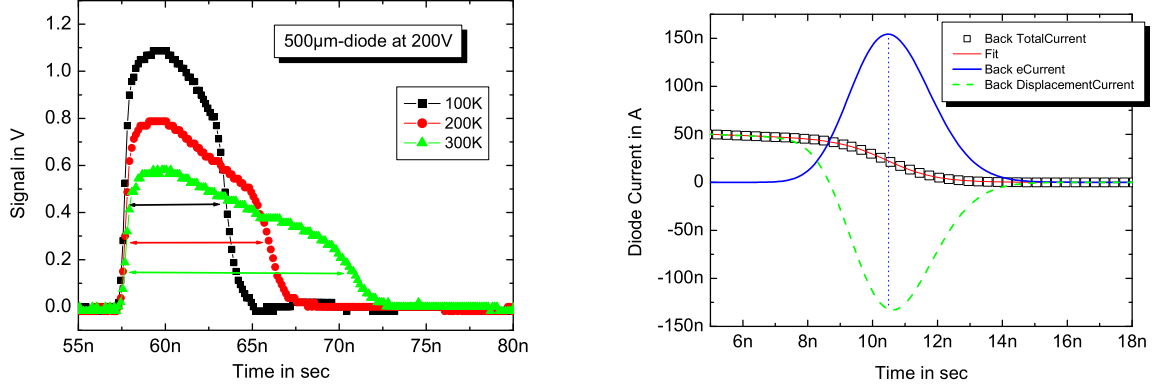 1.2
1.0
0.8
0.6
0.4
0.2
0.0
Signal in V
500µm-diode at 200V
100K
200K
300K
55n 60n 65n 70n 75n 80n
Time in sec
150n
100n
50n
0
-50n
-100n
-150n
Diode Current in A
Back TotalCurrent
Fit
Back eCurrent
Back DisplacementCurrent
6n 8n 10n 12n 14n 16n 18n
Time in sec